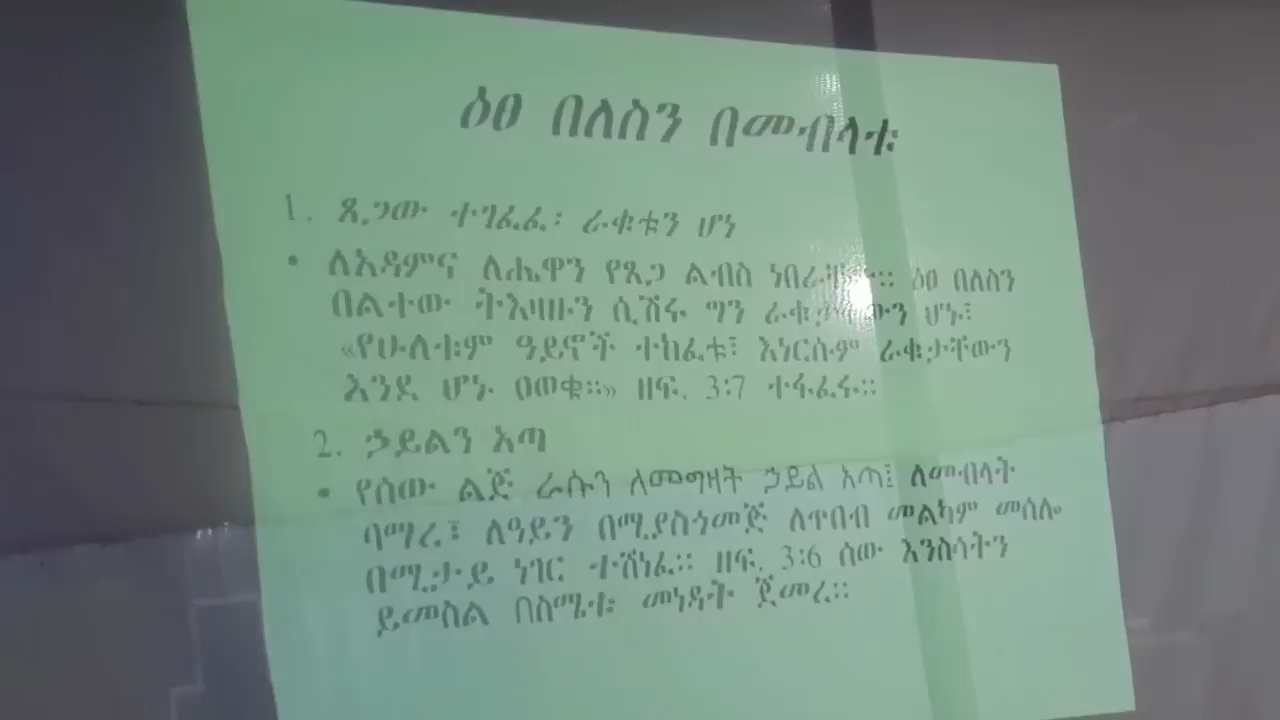 ዕፀ በለስን በመብላቱ
1. ጸጋው ተገፈፈ፡ ራቁቱን ሆነ
• ለአዳምና ለሔዋን የጸጋ ልብስ ነበራቸው። ዕፀ በለስን
በልተው ትእዛዙን ሲሽሩ ግን ራቁታቸውን ሆኑ፣
«የሁለቱም ዓይኖች ተከፈቱ፣ እነርሱም ራቁታቸውን
እንደ ሆኑ ዐወቁ።» ዘፍ. 3፡7 ተፋፈሩ።
2. ኃይልን አጣ
• የሰው ልጅ ራሱን ለመግዛት ኃይል አጣ፤ ለመብላት
ባማረ፣ ለዓይን በሚያስጎመጅ ለጥበብ መልካም መስሎ
በሚታይ ነገር ተሸነፈ። ዘፍ. 3፡6 ሰው እንስሳትን
ይመስል በስሜቱ መነዳት ጀመረ።